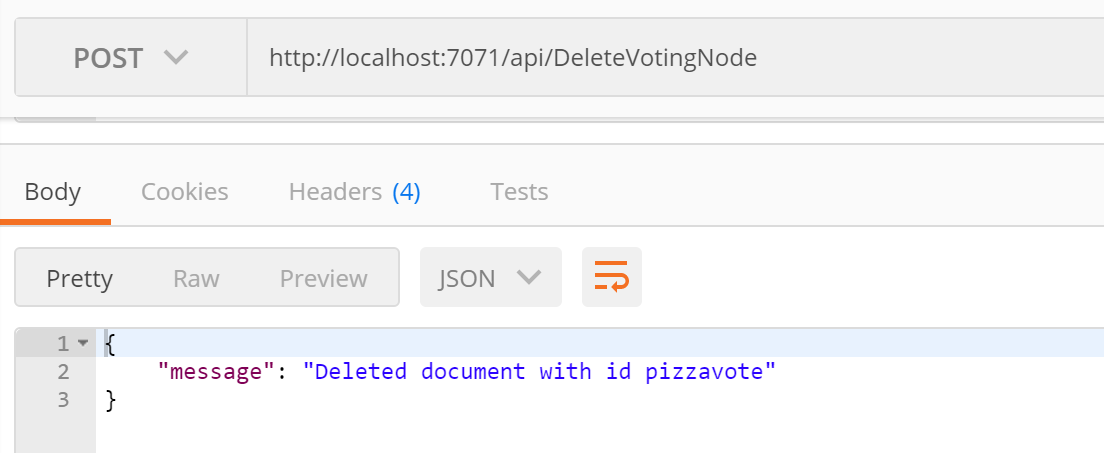 POST http://localhost:7071/api/DeleteVotingNode
Body Cookies Headers (4) Tests
Pretty Raw Preview JSON
1 {
2 "message": "Deleted document with id pizzavote"
3 }